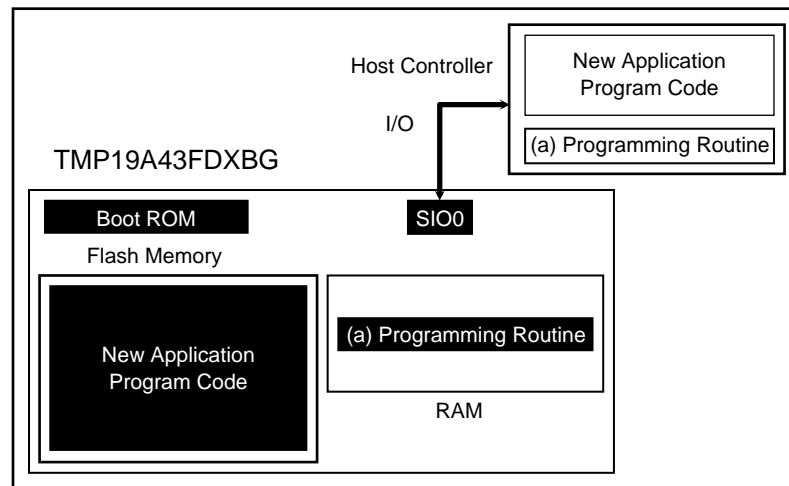 Host Controller
New Application
Program Code
I/O
(a) Programming Routine
TMP19A43FDXBG
Boot ROM
SIO0
Flash Memory
New Application
Program Code
(a) Programming Routine
RAM